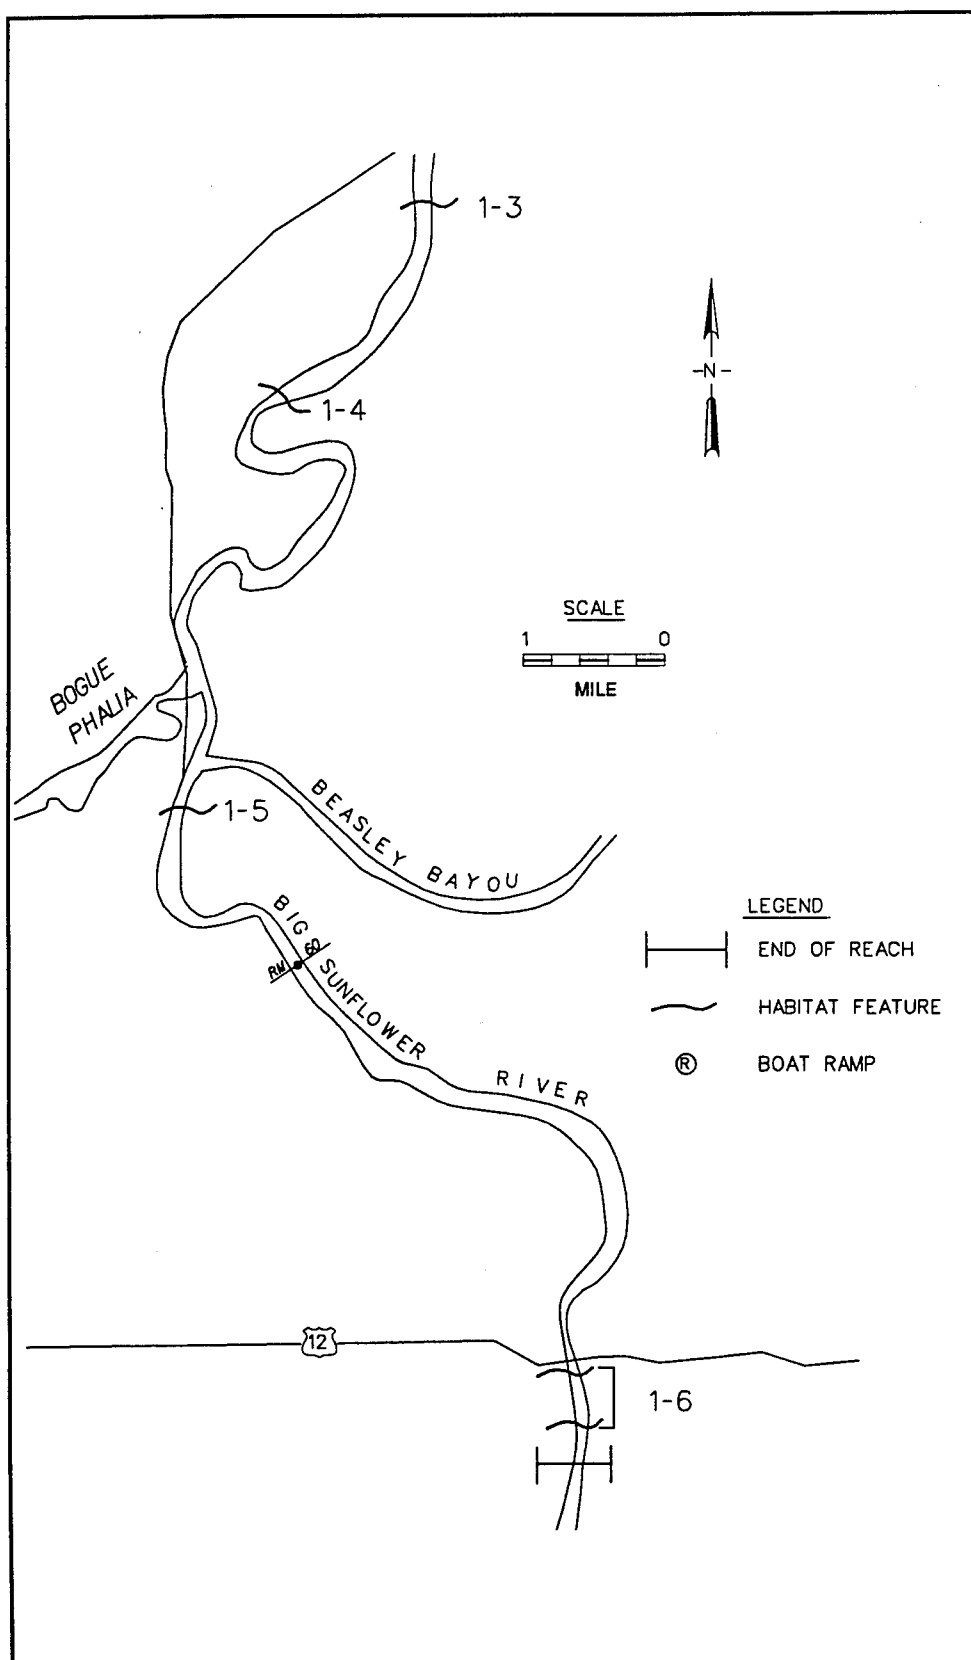 1-3
-N-
1-4
SCALE
1 0
MILE
BOGUE
PHALIA
1-5
BEASLEY BAYOU
LEGEND
END OF REACH
HABITAT FEATURE
R BOAT RAMP
BIG SUNFLOWER RIVER
RM 60
12
1-6